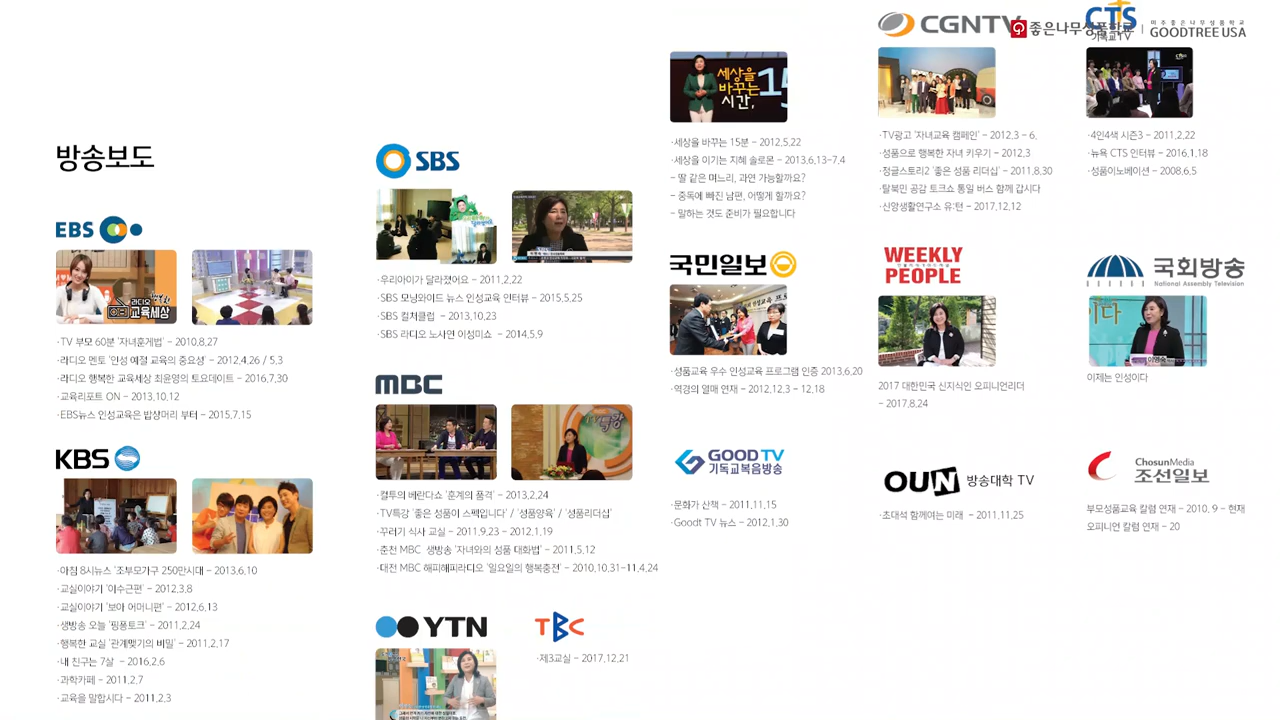 방송보도
EBS
라디오
교육세상
·TV 부모 60분 '자녀훈계법' - 2010.8.27
·라디오 멘토 '인성 예절 교육의 중요성' - 2012.4.26 / 5.3
·라디오 행복한 교육세상 최윤영의 토요데이트 - 2016.7.30
·교육리포트 ON - 2013.10.12
·EBS뉴스 인성교육은 밥상머리 부터 - 2015.7.15
KBS
·아침 8시뉴스 '조부모가구 250만시대 - 2013.6.10
·교실이야기 '이수근편' - 2012.3.8
·교실이야기 '보아 어머니편' - 2012.6.13
·생방송 오늘 '핑퐁토크' - 2011.2.24
·행복한 교실 '관계맺기의 비밀' - 2011.2.17
·내 친구는 7살 - 2016.2.6
·과학카페 - 2011.2.7
·교육을 말합시다 - 2011.2.3
SBS
·우리아이가 달라졌어요 - 2011.2.22
·SBS 모닝와이드 뉴스 인성교육 인터뷰 - 2015.5.25
·SBS 컬처클럽 - 2013.10.23
·SBS 라디오 노사연 이성미쇼 - 2014.5.9
MBC
·컬투의 베란다쇼 '훈계의 품격' - 2013.2.24
·TV특강 '좋은 성품이 스펙입니다' / '성품양육' / '성품리더십'
·꾸러기 식사 교실 - 2011.9.23 - 2012.1.19
·춘천 MBC 생방송 '자녀와의 성품 대화법' - 2011.5.12
·대전 MBC 해피해피라디오 '일요일의 행복충전' - 2010.10.31-11.4.24
YTN
TBC
·제3교실 - 2017.12.21
세상을
바꾸는
시간,
15
·세상을 바꾸는 15분 - 2012.5.22
·세상을 이기는 지혜 솔로몬 - 2013.6.13-7.4
- 딸 같은 며느리, 과연 가능할까요?
- 중독에 빠진 남편, 어떻게 할까요?
- 말하는 것도 준비가 필요합니다
국민일보
·성품교육 우수 인성교육 프로그램 인증 2013.6.20
·역경의 열매 연재 - 2012.12.3 - 12.18
GOOD TV
기독교복음방송
·문화가 산책 - 2011.11.15
·Goodt TV 뉴스 - 2012.1.30
CGNTV
·TV광고 '자녀교육 캠페인' - 2012.3 - 6.
·성품으로 행복한 자녀 키우기 - 2012.3
·정글스토리2 '좋은 성품 리더십' - 2011.8.30
·탈북민 공감 토크쇼 통일 버스 함께 갑시다
·신앙생활연구소 유:턴 - 2017.12.12
WEEKLY
PEOPLE
2017 대한민국 신지식인 오피니언리더
- 2017.8.24
OUN 방송대학 TV
·초대석 함께여는 미래 - 2011.11.25
좋은나무성품학교
미주좋은나무성품학교
GOODTREE USA
CTS
기독교TV
·4인4색 시즌3 - 2011.2.22
·뉴욕 CTS 인터뷰 - 2016.1.18
·성품이노베이션 - 2008.6.5
국회방송
National Assembly Television
이다
이영숙
이제는 인성이다
ChosunMedia
조선일보
부모성품교육 칼럼 연재 - 2010. 9 - 현재
오피니언 칼럼 연재 - 20